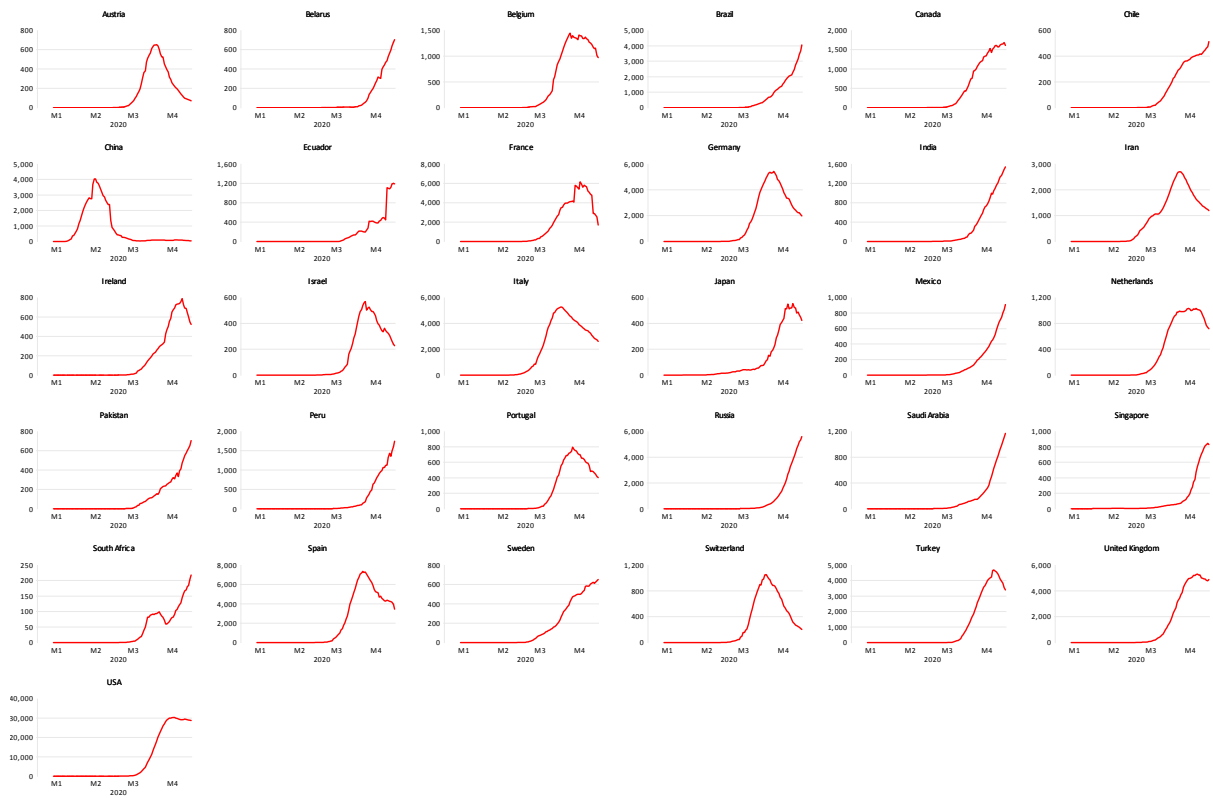 Austria
800
600
400
200
0
M1 M2 M3 M4
2020
Belarus
800
600
400
200
0
M1 M2 M3 M4
2020
Belgium
1,500
1,000
500
0
M1 M2 M3 M4
2020
Brazil
5,000
4,000
3,000
2,000
1,000
0
M1 M2 M3 M4
2020
Canada
2,000
1,500
1,000
500
0
M1 M2 M3 M4
2020
Chile
600
400
200
0
M1 M2 M3 M4
2020
China
5,000
4,000
3,000
2,000
1,000
0
M1 M2 M3 M4
2020
Ecuador
1,600
1,200
800
400
0
M1 M2 M3 M4
2020
France
8,000
6,000
4,000
2,000
0
M1 M2 M3 M4
2020
Germany
6,000
4,000
2,000
0
M1 M2 M3 M4
2020
India
1,600
1,200
800
400
0
M1 M2 M3 M4
2020
Iran
3,000
2,000
1,000
0
M1 M2 M3 M4
2020
Ireland
800
600
400
200
0
M1 M2 M3 M4
2020
Israel
600
400
200
0
M1 M2 M3 M4
2020
Italy
6,000
4,000
2,000
0
M1 M2 M3 M4
2020
Japan
600
400
200
0
M1 M2 M3 M4
2020
Mexico
1,000
800
600
400
200
0
M1 M2 M3 M4
2020
Netherlands
1,200
800
400
0
M1 M2 M3 M4
2020
Pakistan
800
600
400
200
0
M1 M2 M3 M4
2020
Peru
2,000
1,500
1,000
500
0
M1 M2 M3 M4
2020
Portugal
1,000
800
600
400
200
0
M1 M2 M3 M4
2020
Russia
6,000
4,000
2,000
0
M1 M2 M3 M4
2020
Saudi Arabia
1,200
800
400
0
M1 M2 M3 M4
2020
Singapore
1,000
800
600
400
200
0
M1 M2 M3 M4
2020
South Africa
250
200
150
100
50
0
M1 M2 M3 M4
2020
Spain
8,000
6,000
4,000
2,000
0
M1 M2 M3 M4
2020
Sweden
800
600
400
200
0
M1 M2 M3 M4
2020
Switzerland
1,200
800
400
0
M1 M2 M3 M4
2020
Turkey
5,000
4,000
3,000
2,000
1,000
0
M1 M2 M3 M4
2020
United Kingdom
6,000
4,000
2,000
0
M1 M2 M3 M4
2020
USA
40,000
30,000
20,000
10,000
0
M1 M2 M3 M4
2020